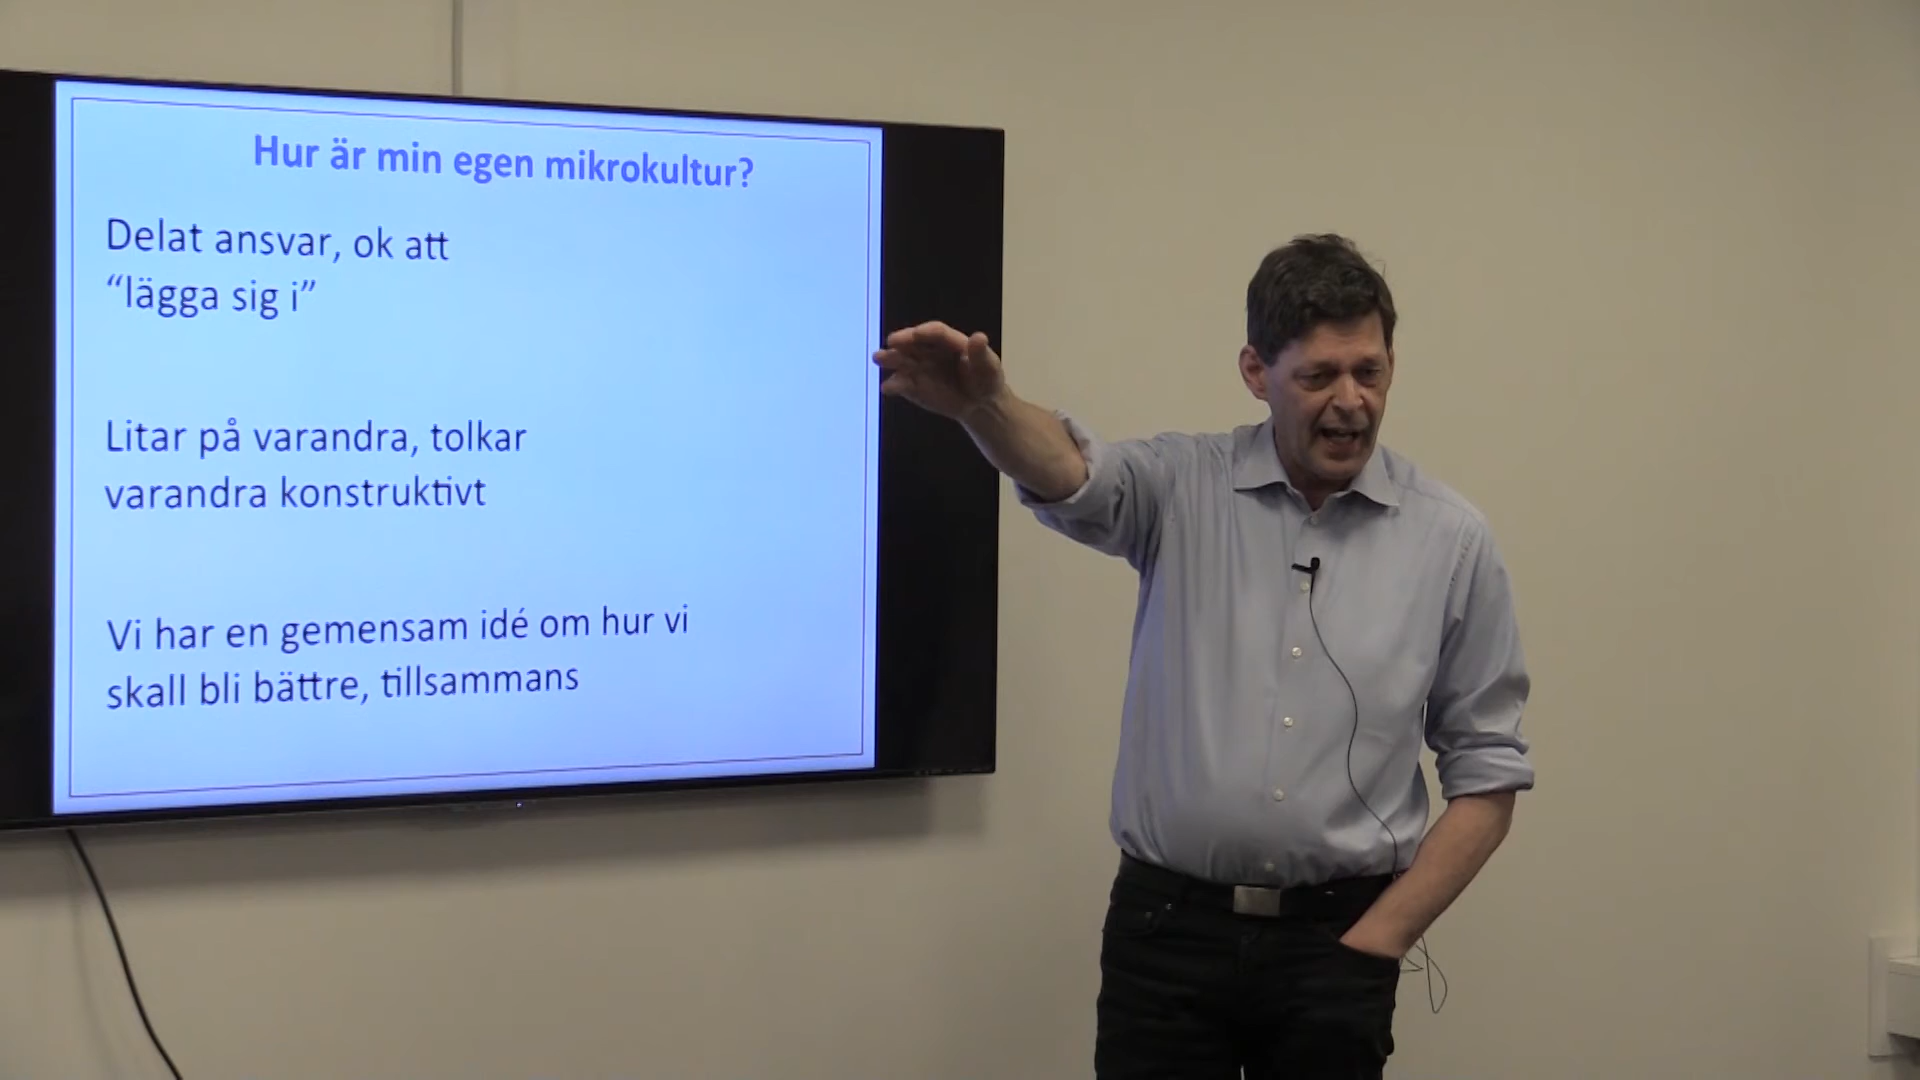 Hur är min egen mikrokultur?
Delat ansvar, ok att
“lägga sig i”
Litar på varandra, tolkar
varandra konstruktivt
Vi har en gemensam idé om hur vi
skall bli bättre, tillsammans